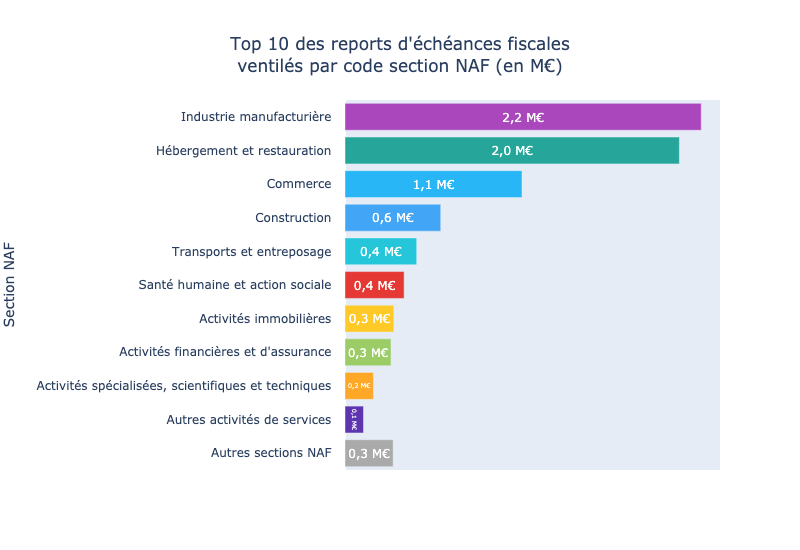 Top 10 des reports d'échéances fiscales
ventilés par code section NAF (en M€)
Section NAF
Industrie manufacturière 2,2 M€
Hébergement et restauration 2,0 M€
Commerce 1,1 M€
Construction 0,6 M€
Transports et entreposage 0,4 M€
Santé humaine et action sociale 0,4 M€
Activités immobilières 0,3 M€
Activités financières et d'assurance 0,3 M€
Activités spécialisées, scientifiques et techniques 0,2 M€
Autres activités de services 0,1 M€
Autres sections NAF 0,3 M€